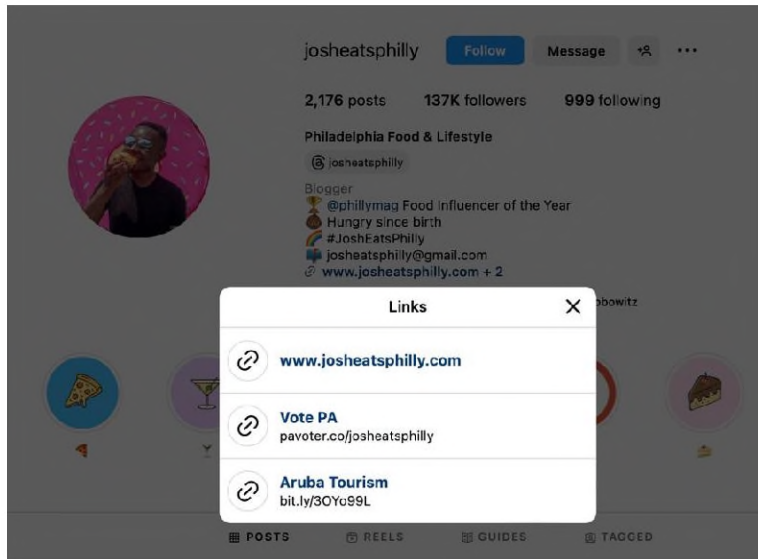 josheatsphilly Follow Message
2,176 posts 137K followers 999 following
Philadelphia Food & Lifestyle
josheatsphilly
Blogger
🏆 @phillymag Food Influencer of the Year
Hungry since birth
🌈 #JoshEatsPhilly
📫 josheatsphilly@gmail.com
www.josheatsphilly.com + 2
Links
www.josheatsphilly.com
Vote PA
pavoter.co/josheatsphilly
Aruba Tourism
bit.ly/3OYo99L
POSTS REELS GUIDES TAGGED